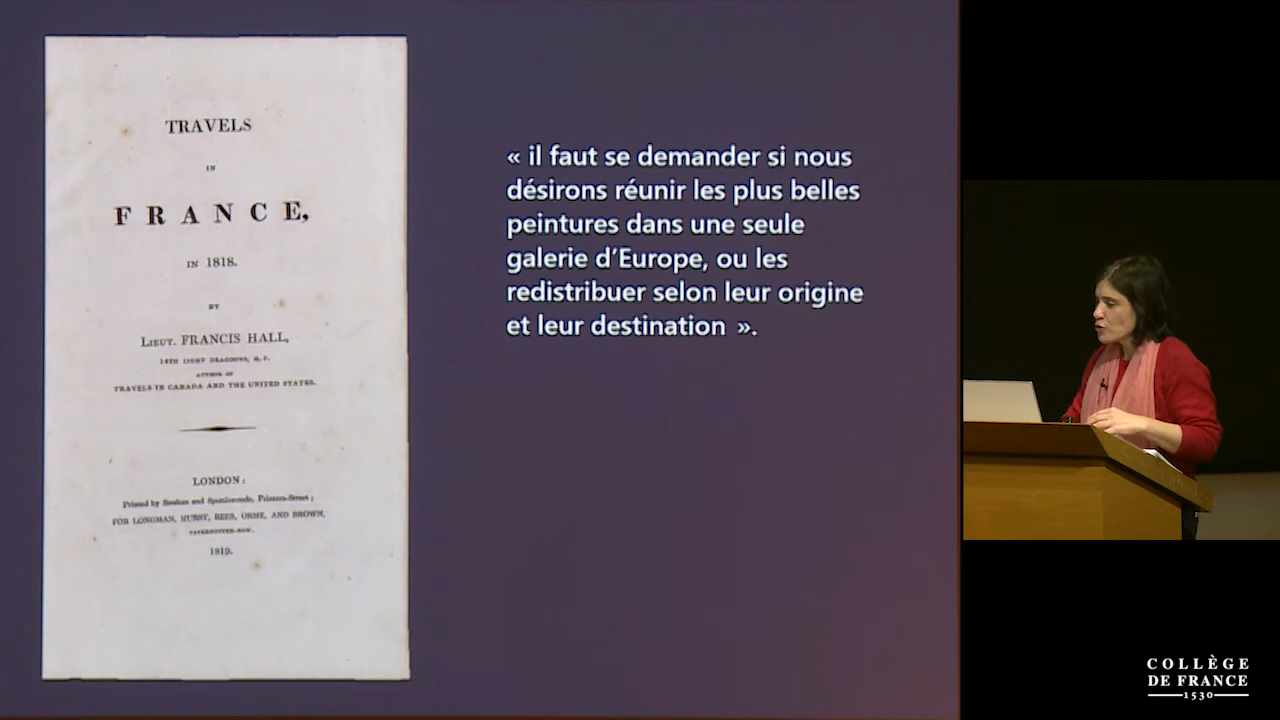 TRAVELS
IN
FRANCE,
IN 1818.
BY
LIEUT. FRANCIS HALL,
14TH LIGHT DRAGOONS, H. P.
AUTHOR OF
TRAVELS IN CANADA AND THE UNITED STATES.
LONDON:
Printed by Strahan and Spottiswoode, Printers-Street;
FOR LONGMAN, HURST, REES, ORME, AND BROWN,
PATERNOSTER-ROW.
1819.
« il faut se demander si nous
désirons réunir les plus belles
peintures dans une seule
galerie d’Europe, ou les
redistribuer selon leur origine
et leur destination ».
COLLÈGE
DE FRANCE
1530